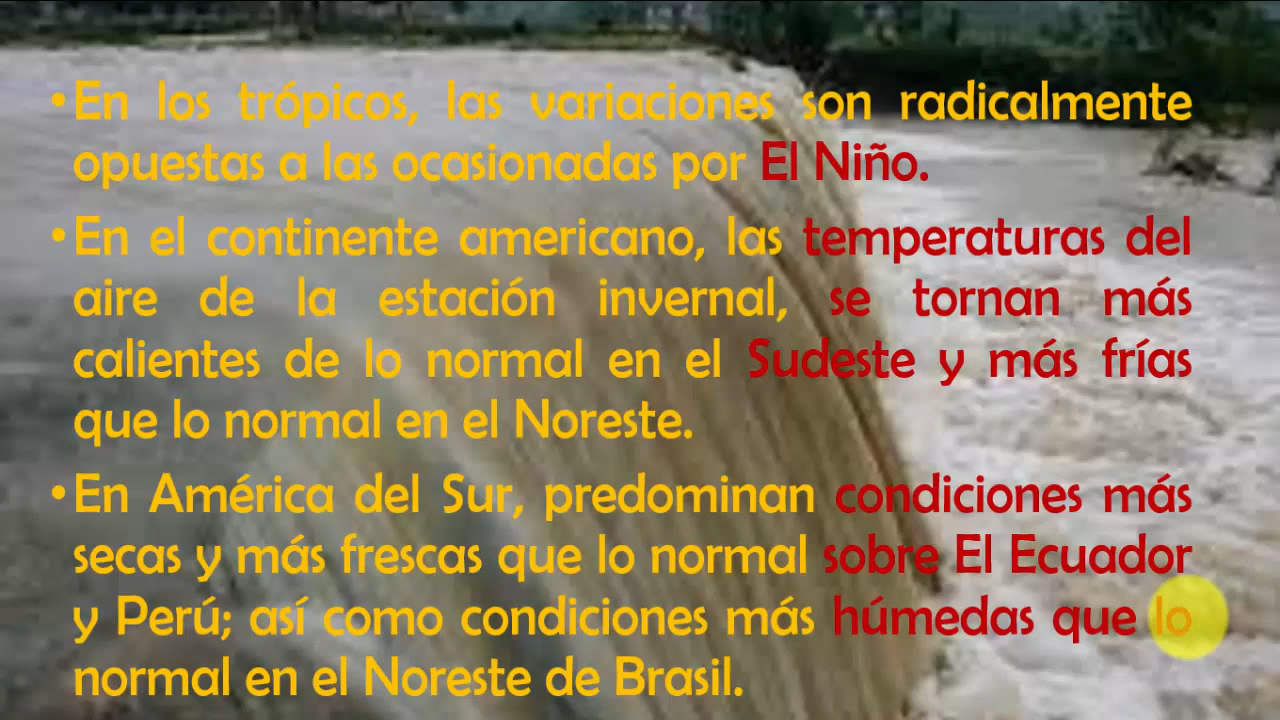 • En los trópicos, las variaciones son radicalmente
opuestas a las ocasionadas por El Niño.
• En el continente americano, las temperaturas del
aire de la estación invernal, se tornan más
calientes de lo normal en el Sudeste y más frías
que lo normal en el Noreste.
• En América del Sur, predominan condiciones más
secas y más frescas que lo normal sobre El Ecuador
y Perú; así como condiciones más húmedas que lo
normal en el Noreste de Brasil.